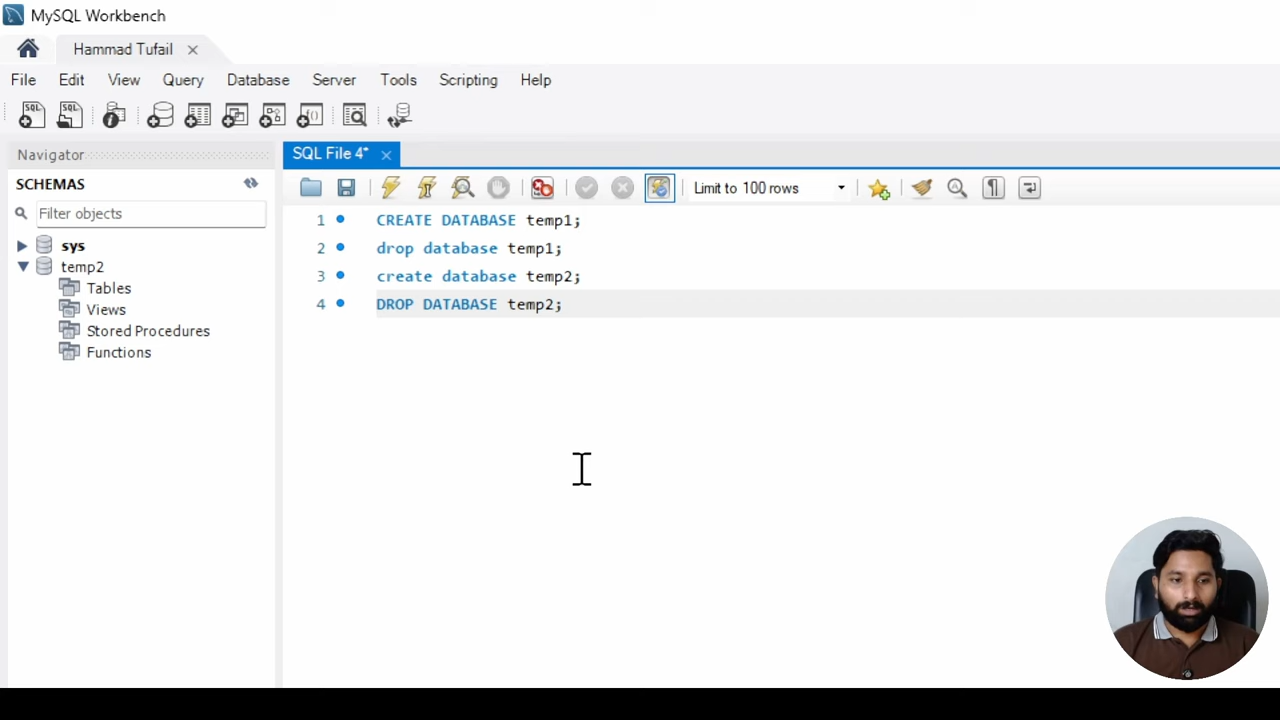 MySQL Workbench
Hammad Tufail
File Edit View Query Database Server Tools Scripting Help
Navigator
SQL File 4*
SCHEMAS
Limit to 100 rows
Filter objects
sys
temp2
Tables
Views
Stored Procedures
Functions
1 CREATE DATABASE temp1;
2 drop database temp1;
3 create database temp2;
4 DROP DATABASE temp2;